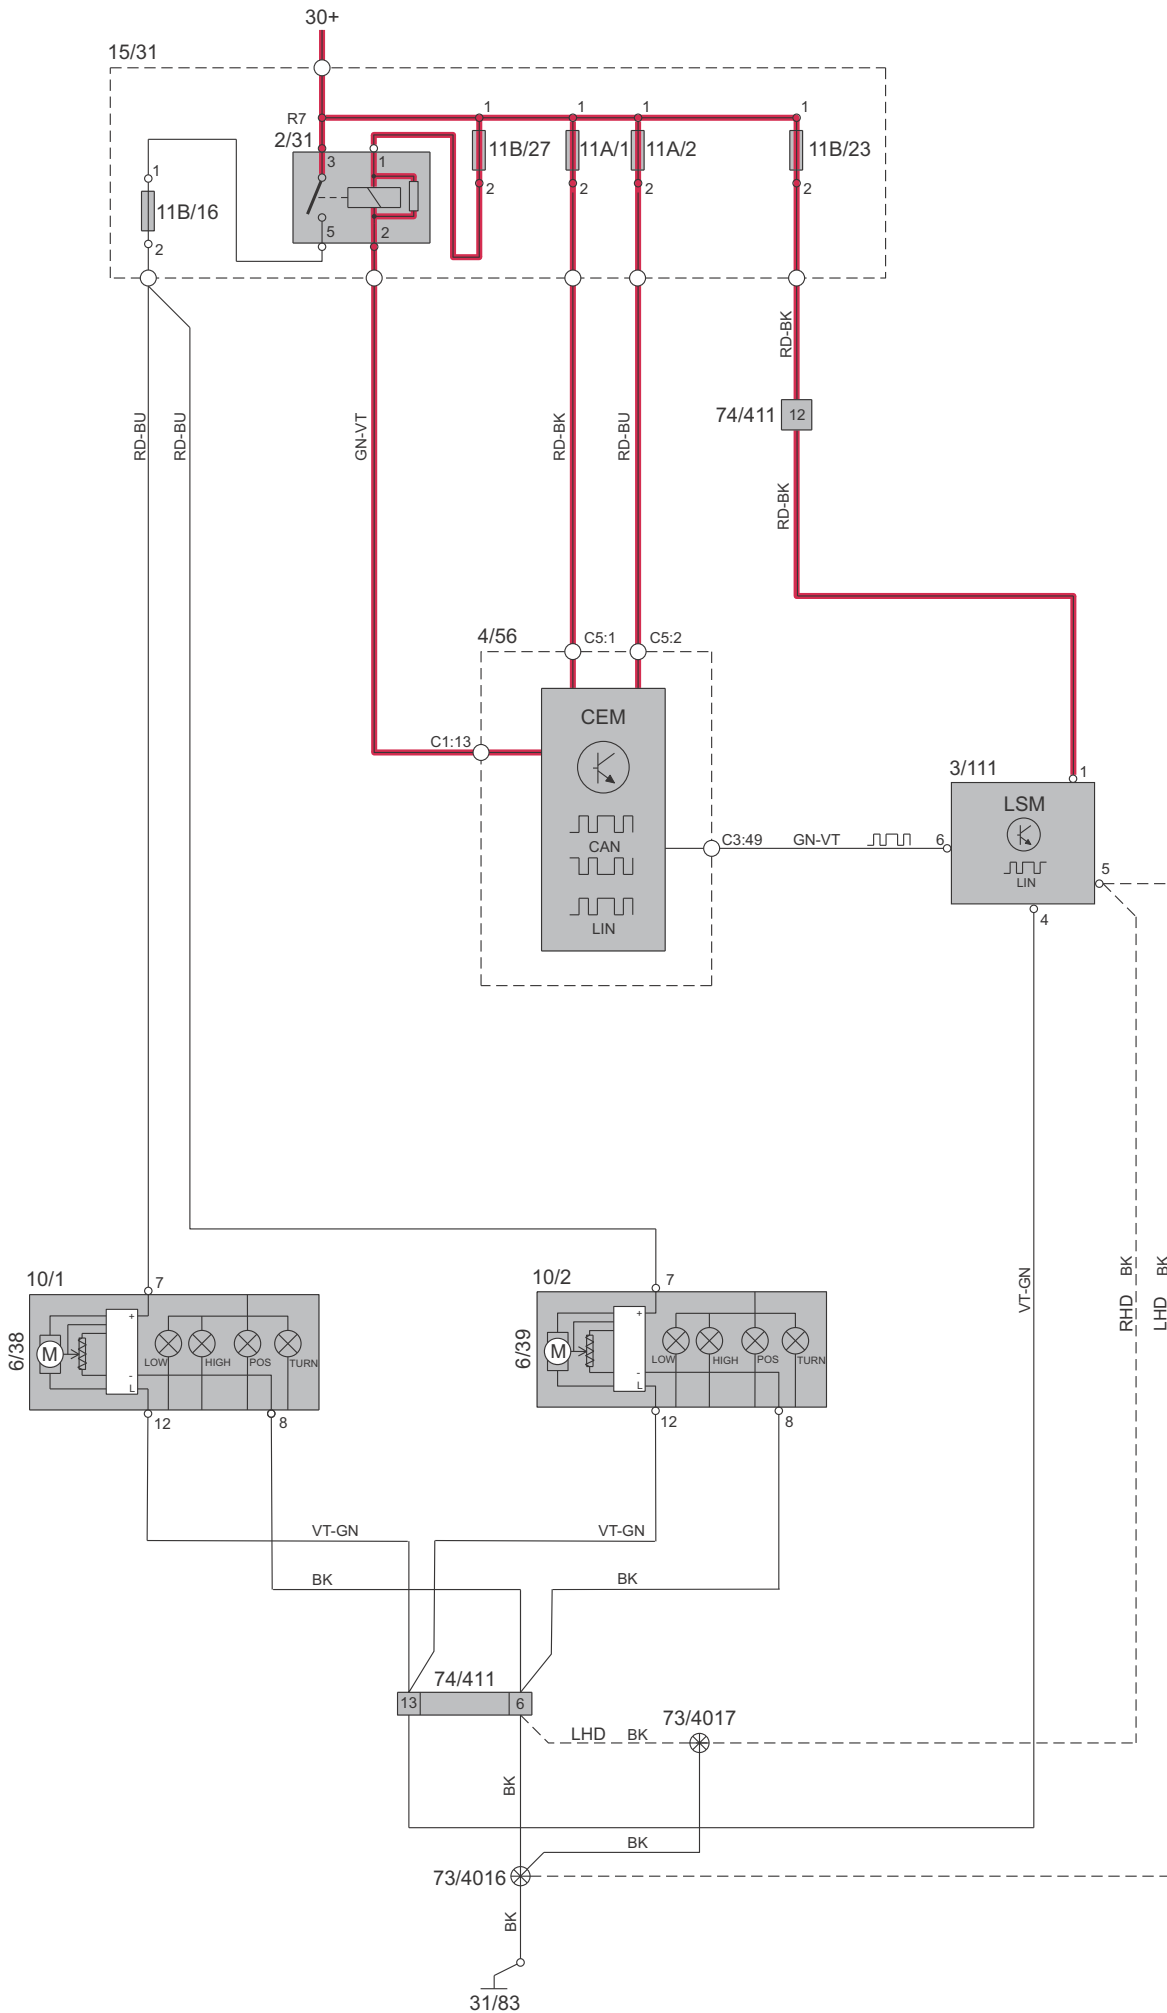 30+
15/31
R7
2/31
3
1
5
2
1
11B/16
2
1
11B/27
2
1
11A/1
2
1
11A/2
2
1
11B/23
2
RD-BU
RD-BU
GN-VT
RD-BK
RD-BU
RD-BK
74/411
12
RD-BK
4/56
C5:1
C5:2
CEM
C1:13
CAN
LIN
C3:49
GN-VT
3/111
1
LSM
6
LIN
5
4
VT-GN
RHD BK
LHD BK
10/1
7
6/38
M
+
-
L
LOW
HIGH
POS
TURN
12
8
10/2
7
6/39
M
+
-
L
LOW
HIGH
POS
TURN
12
8
VT-GN
VT-GN
BK
BK
74/411
13
6
LHD BK
73/4017
BK
BK
73/4016
BK
31/83